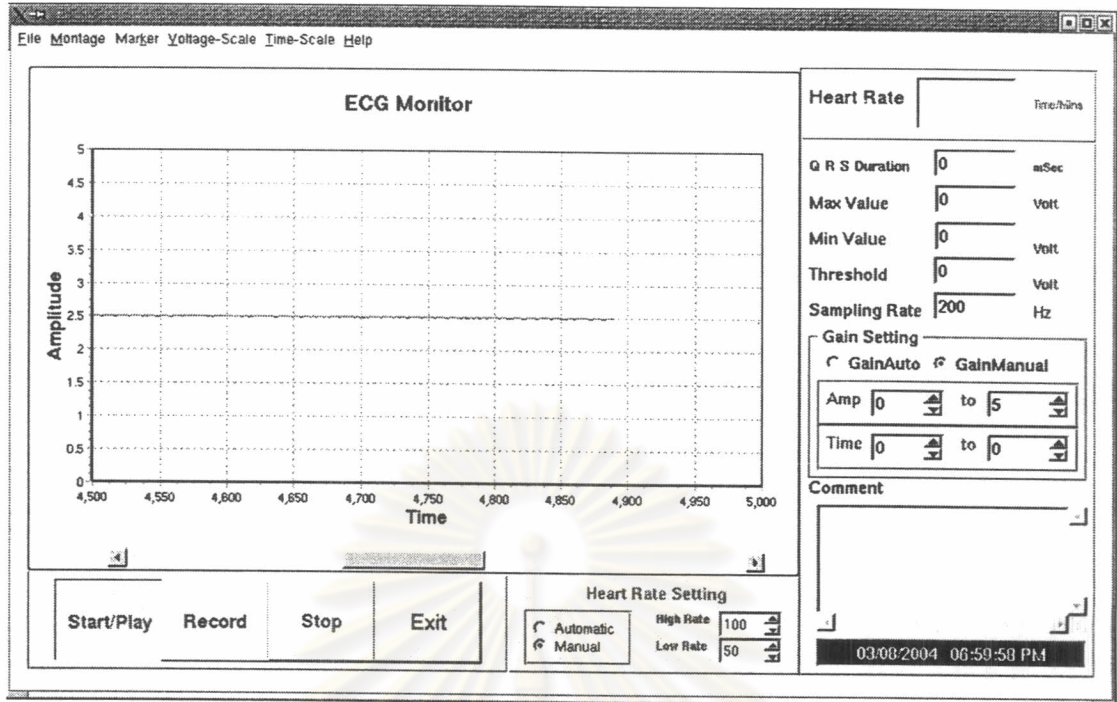 File Montage Marker Voltage-Scale Time-Scale Help
ECG Monitor
Amplitude
5
4.5
4
3.5
3
2.5
2
1.5
1
0.5
0
4,500 4,550 4,600 4,650 4,700 4,750 4,800 4,850 4,900 4,950 5,000
Time
Start/Play Record Stop Exit
Heart Rate Setting
Automatic
Manual
High Rate 100
Low Rate 50
Heart Rate
Q R S Duration 0 mSec
Max Value 0 Volt
Min Value 0 Volt
Threshold 0 Volt
Sampling Rate 200 Hz
Gain Setting
GainAuto GainManual
Amp 0 to 5
Time 0 to 0
Comment
03/08/2004 06:59:58 PM